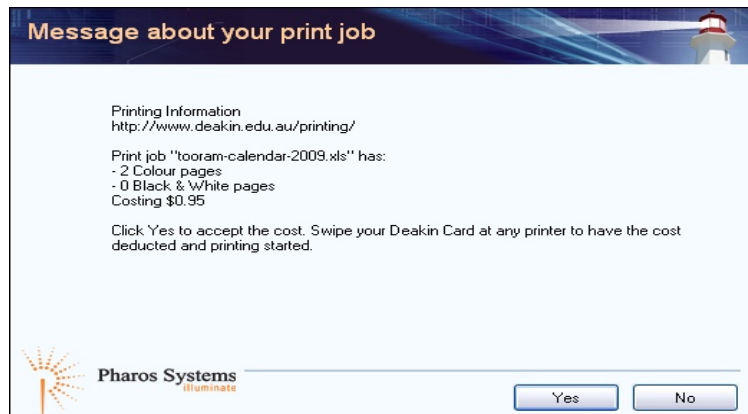 Message about your print job
Printing Information
http://www.deakin.edu.au/printing/
Print job "tooram-calendar-2009.xls" has:
- 2 Colour pages
- 0 Black & White pages
Costing $0.95
Click Yes to accept the cost. Swipe your Deakin Card at any printer to have the cost
deducted and printing started.
Pharos Systems
illuminate
Yes
No